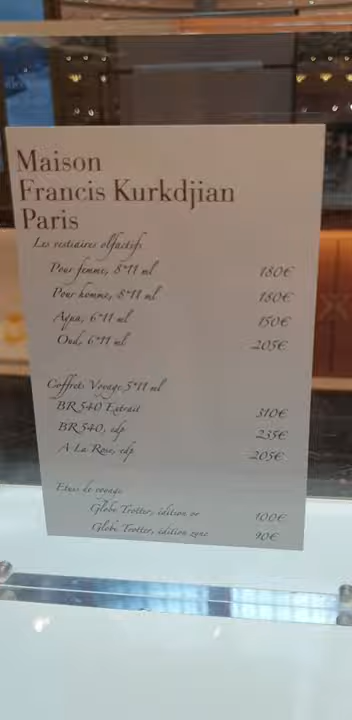 Maison
Francis Kurkdjian
Paris
Les vestiaires olfactifs
Pour femme, 8*11 ml 180€
Pour homme, 8*11 ml 180€
Aqua, 6*11 ml 150€
Oud, 6*11 ml 205€
Coffrets Voyage 5*11 ml
BR 540 Extrait 310€
BR 540, edp 235€
A La Rose, edp 205€
Etuis de voyage
Globe Trotter, édition or 100€
Globe Trotter, édition zinc 90€